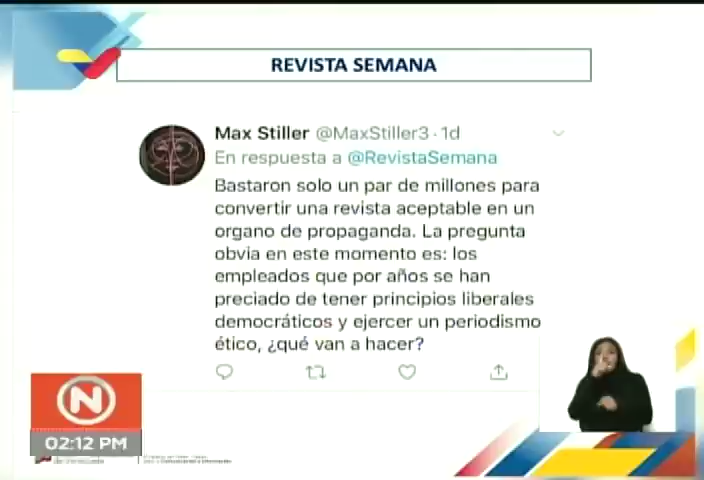 REVISTA SEMANA
Max Stiller @MaxStiller3 · 1d
En respuesta a @RevistaSemana
Bastaron solo un par de millones para
convertir una revista aceptable en un
organo de propaganda. La pregunta
obvia en este momento es: los
empleados que por años se han
preciado de tener principios liberales
democráticos y ejercer un periodismo
ético, ¿qué van a hacer?
N
02:12 PM
de Venezuela